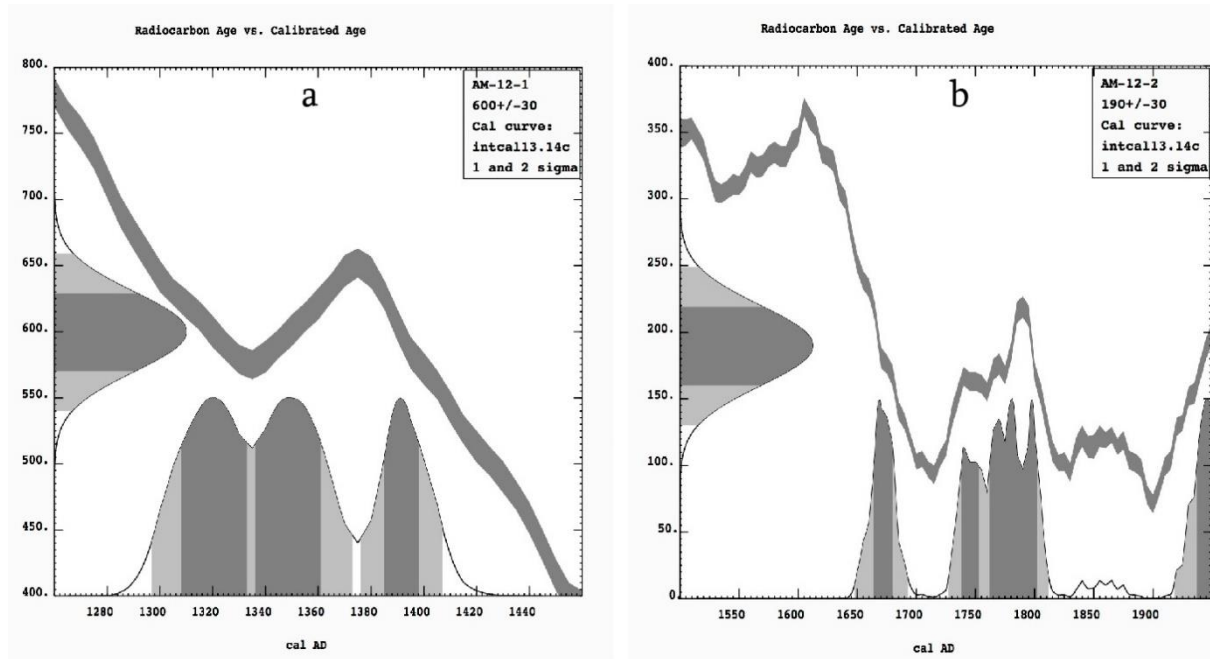 Radiocarbon Age vs. Calibrated Age
800.
750.
700.
650.
600.
550.
500.
450.
400.
a
AM-12-1
600+/-30
Cal curve:
intcal13.14c
1 and 2 sigma
1280 1300 1320 1340 1360 1380 1400 1420 1440
cal AD
Radiocarbon Age vs. Calibrated Age
400.
350.
300.
250.
200.
150.
100.
50.
0
b
AM-12-2
190+/-30
Cal curve:
intcal13.14c
1 and 2 sigma
1550 1600 1650 1700 1750 1800 1850 1900
cal AD